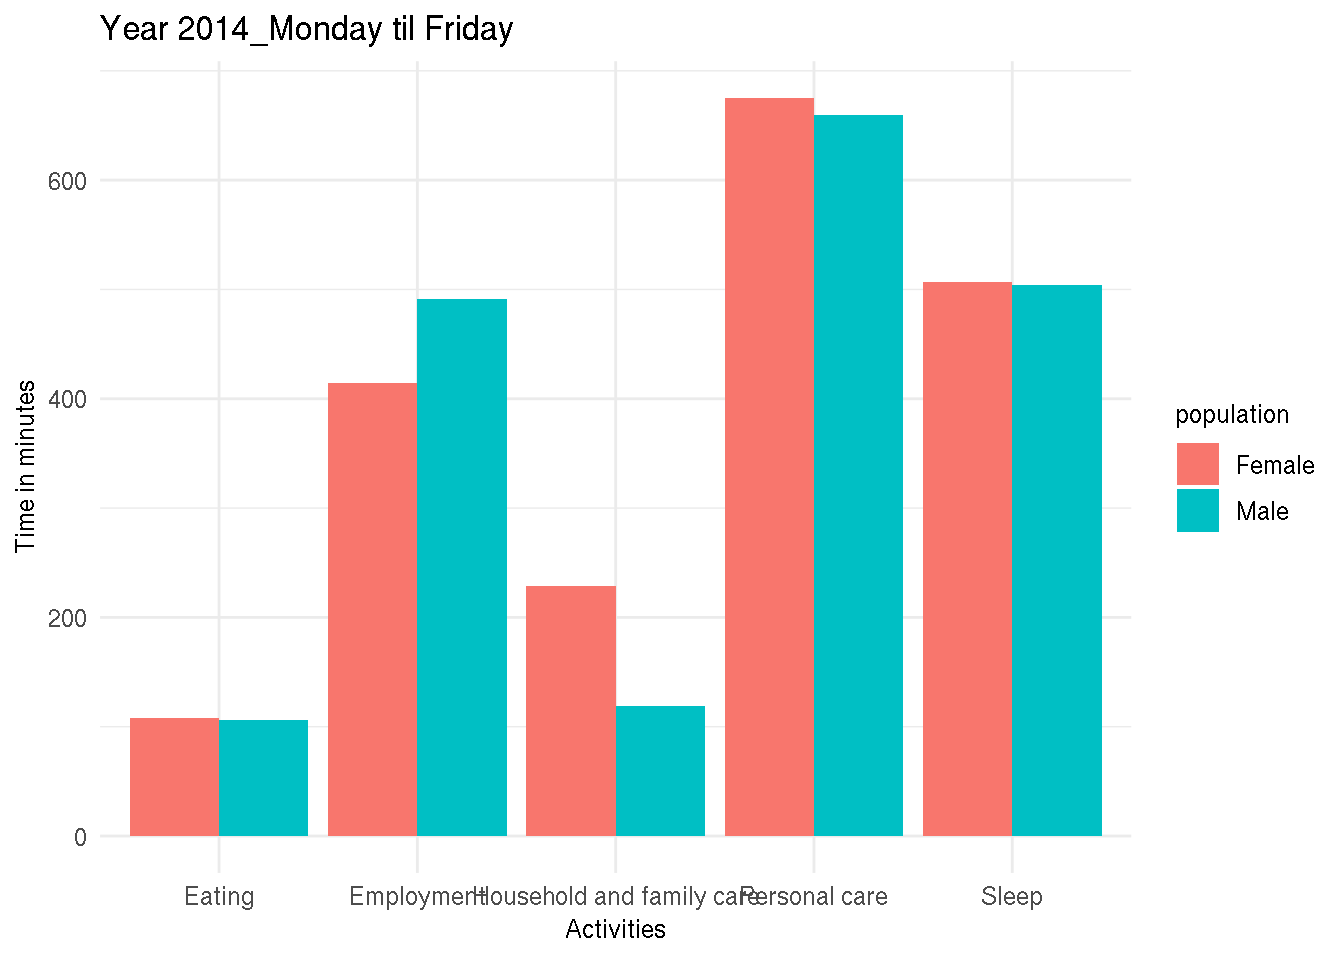 Year 2014_Monday til Friday
Time in minutes
600
400
200
0
Eating Employment Household and family care Personal care Sleep
Activities
population
Female
Male